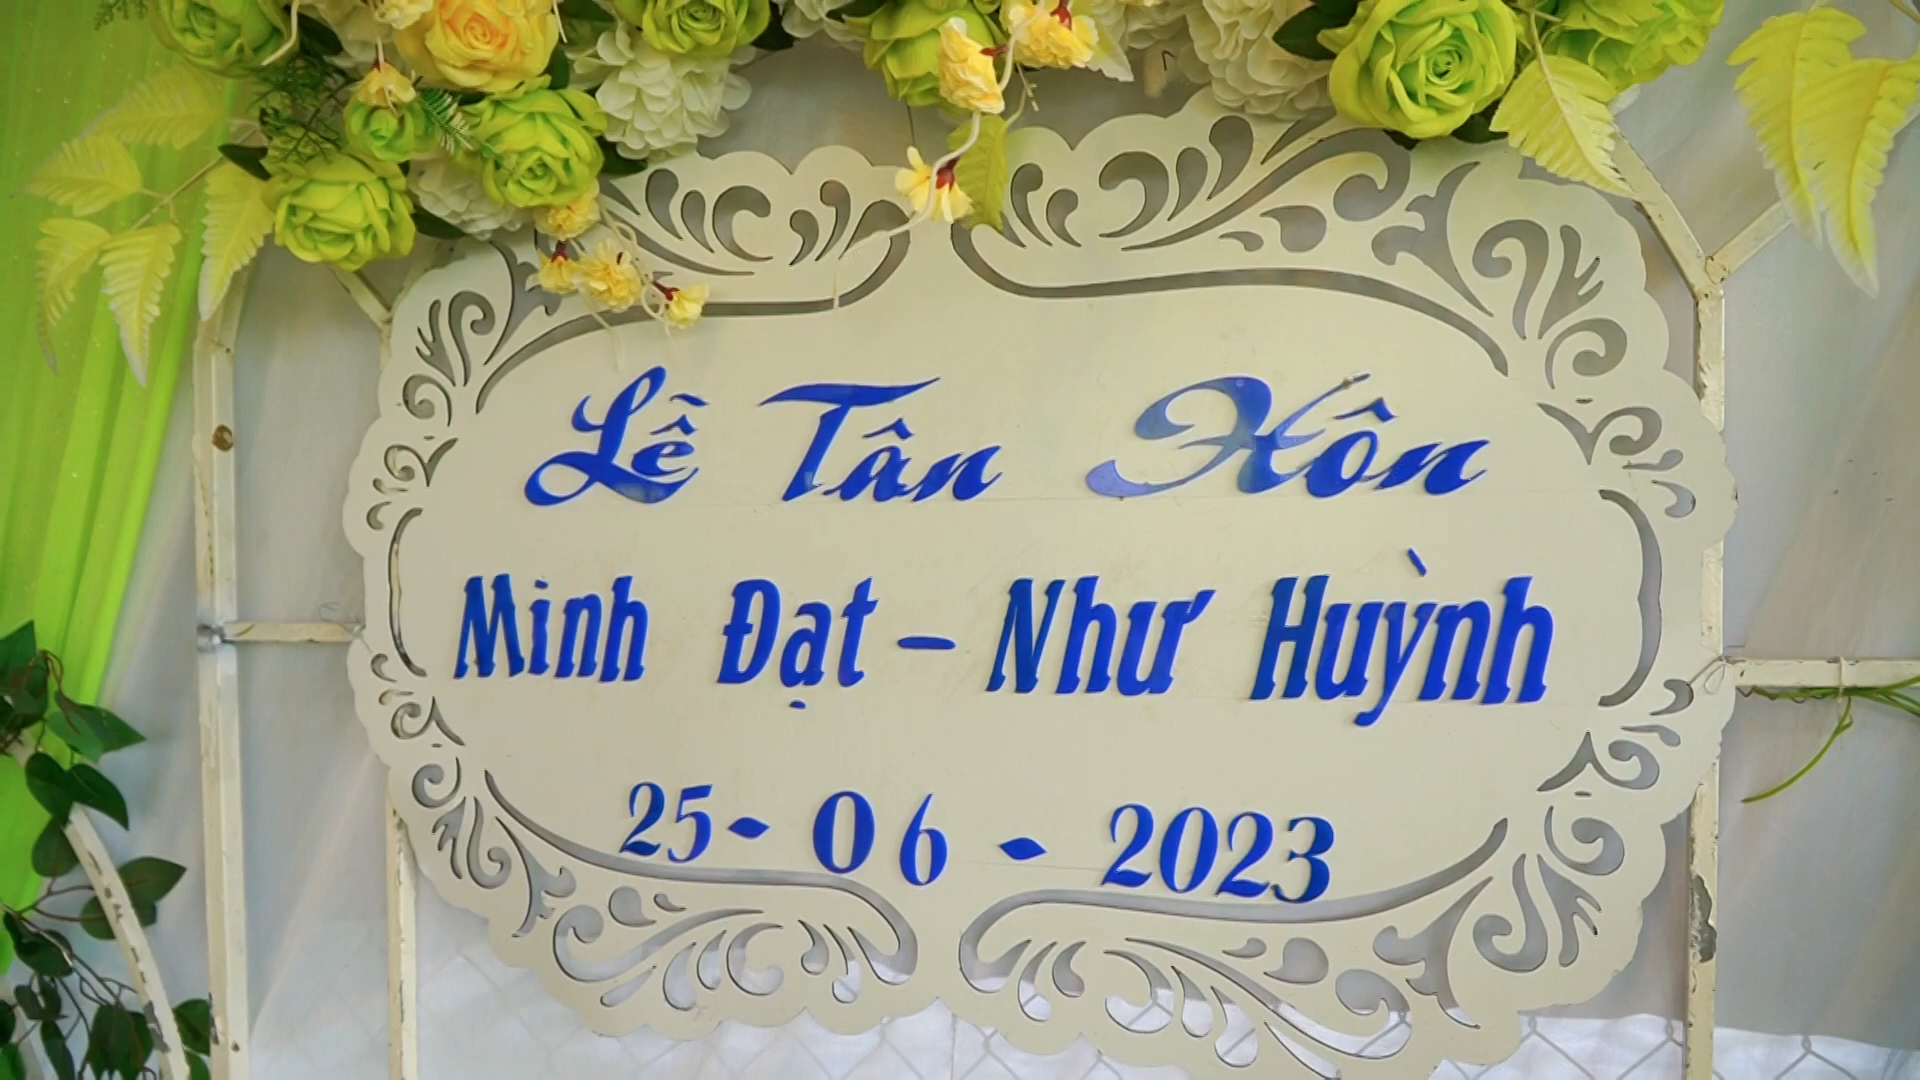 Lễ Tân Hôn
Minh Đạt - Như Huỳnh
25 - 06 - 2023